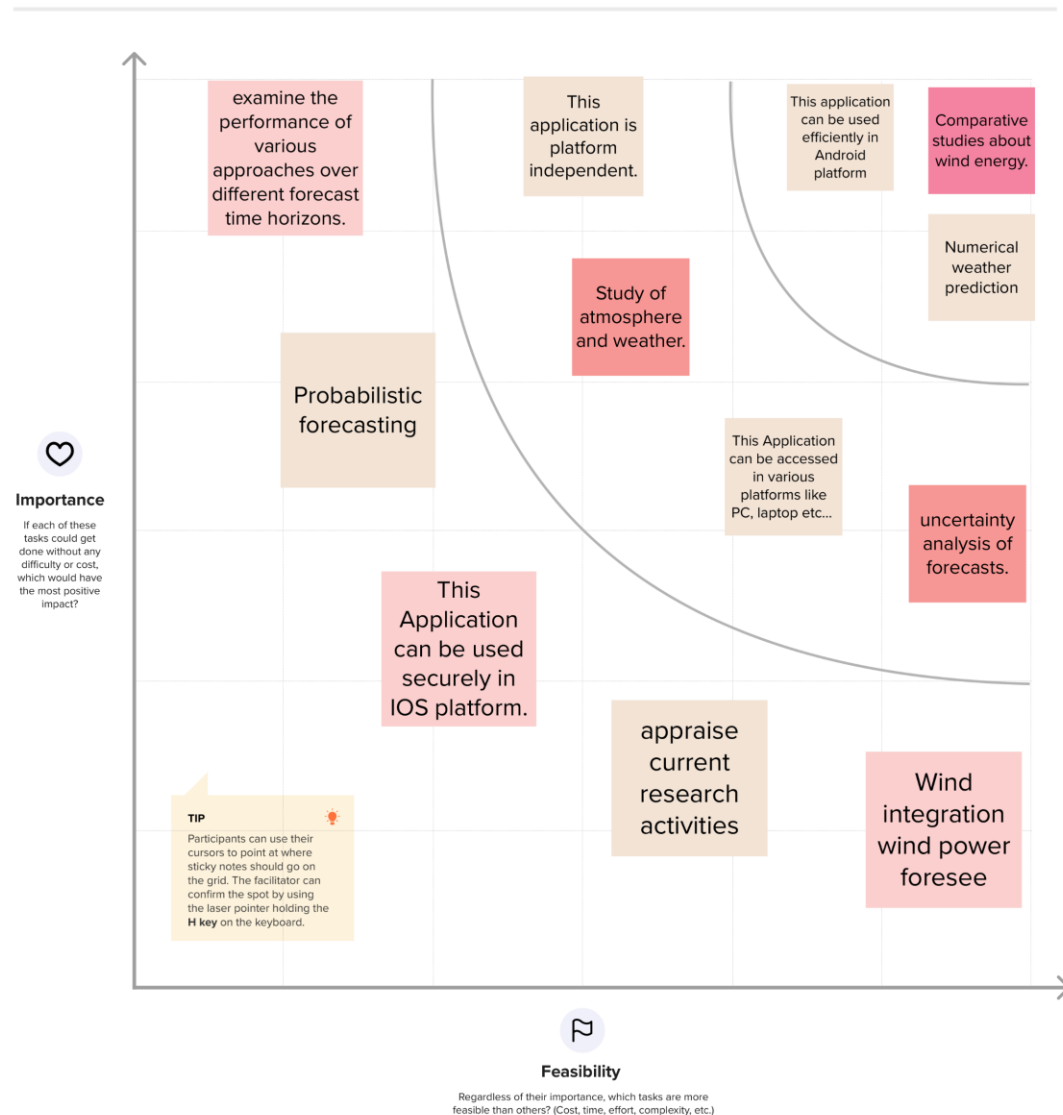 examine the
performance of
various
approaches over
different forecast
time horizons.
This
application is
platform
independent.
This application
can be used
efficiently in
Android
platform
Comparative
studies about
wind energy.
Numerical
weather
prediction
Study of
atmosphere
and weather.
Probabilistic
forecasting
This Application
can be accessed
in various
platforms like
PC, laptop etc...
uncertainty
analysis of
forecasts.
Importance
If each of these
tasks could get
done without any
difficulty or cost,
which would have
the most positive
impact?
This
Application
can be used
securely in
IOS platform.
appraise
current
research
activities
Wind
integration
wind power
foresee
TIP
Participants can use their
cursors to point at where
sticky notes should go on
the grid. The facilitator can
confirm the spot by using
the laser pointer holding the
H key on the keyboard.
Feasibility
Regardless of their importance, which tasks are more
feasible than others? (Cost, time, effort, complexity, etc.)